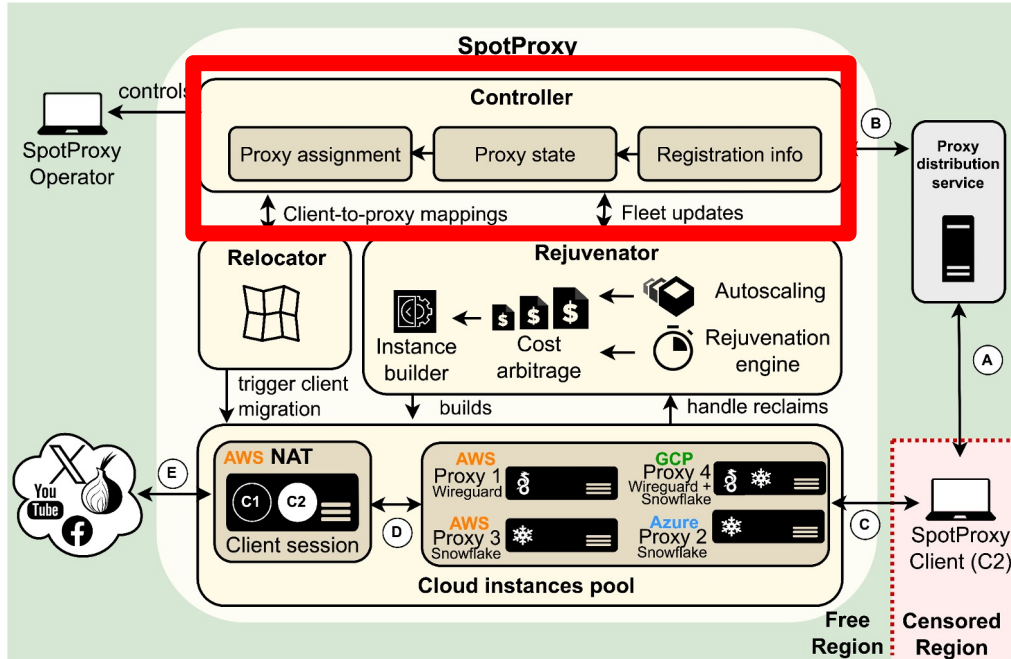 SpotProxy
controls
SpotProxy
Operator
Controller
Proxy assignment
Proxy state
Registration info
B
Proxy
distribution
service
Client-to-proxy mappings
Fleet updates
Relocator
Rejuvenator
Instance
builder
$ $ $
Cost
arbitrage
Autoscaling
Rejuvenation
engine
A
trigger client
migration
builds
handle reclaims
X
You
Tube
f
E
AWS NAT
C1 C2
Client session
D
AWS
Proxy 1
Wireguard
GCP
Proxy 4
Wireguard +
Snowflake
AWS
Proxy 3
Snowflake
Azure
Proxy 2
Snowflake
Cloud instances pool
C
SpotProxy
Client (C2)
Free
Region
Censored
Region